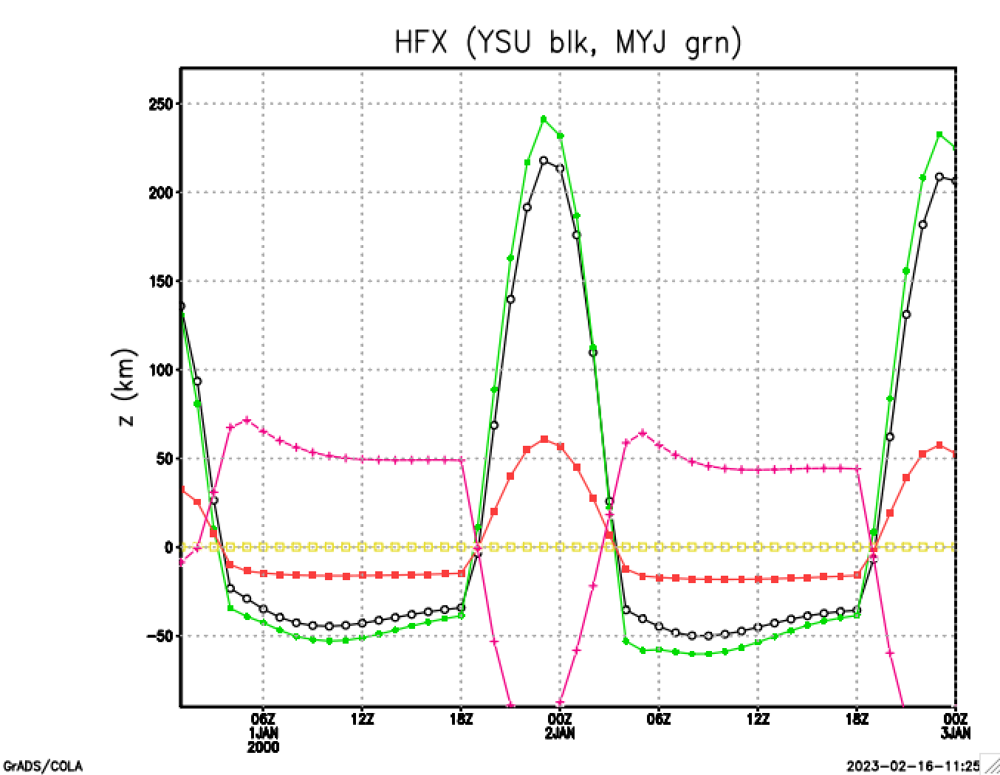 HFX (YSU blk, MYJ grn)
250
200
150
100
50
0
-50
z (km)
06Z 12Z 18Z 00Z 06Z 12Z 18Z 00Z
1JAN 2JAN 3JAN
2000
GrADS/COLA 2023-02-16-11:25